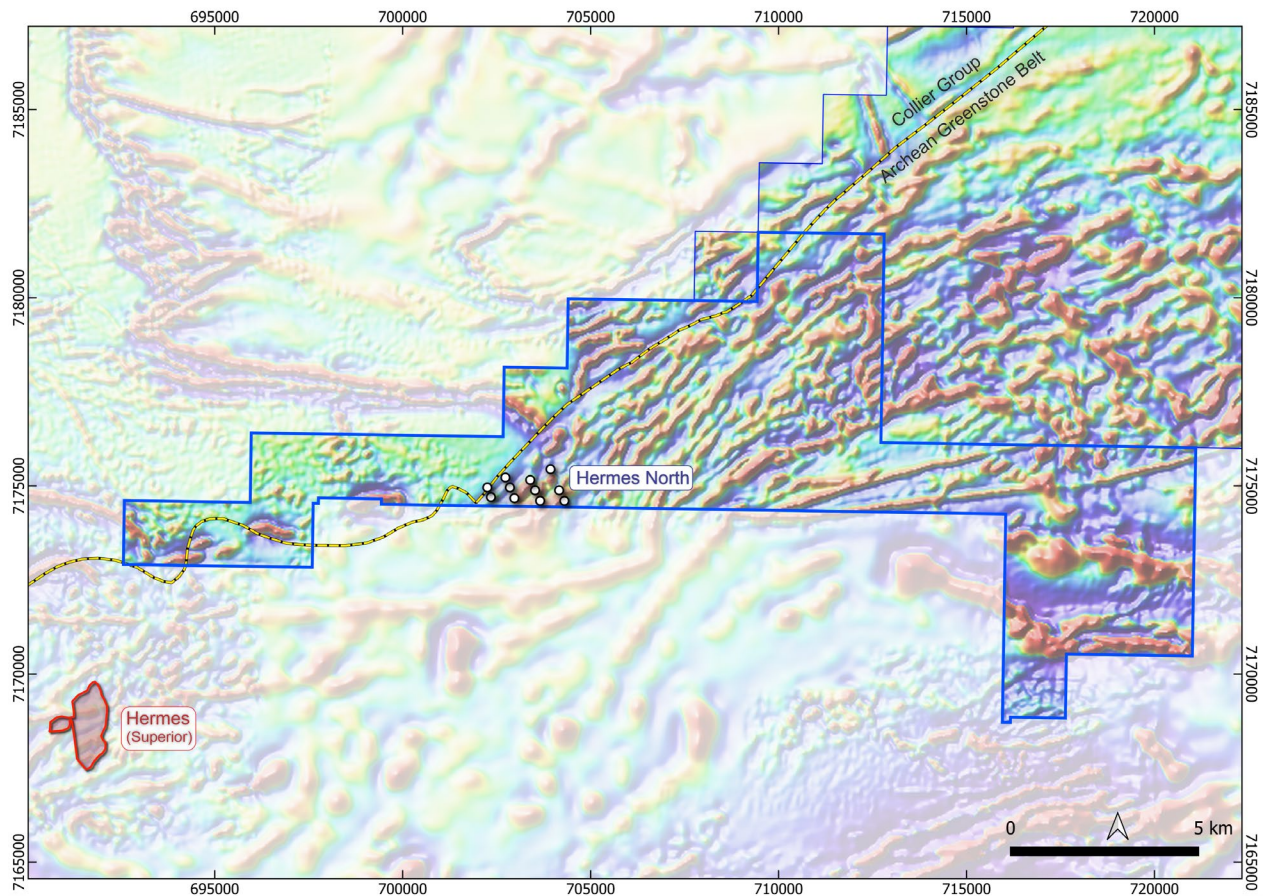 695000 700000 705000 710000 715000 720000
7185000 7185000
Collier Group
Archean Greenstone Belt
7180000 7180000
7175000 7175000
Hermes North
7170000 7170000
Hermes
(Superior)
0 5 km
7165000 7165000
695000 700000 705000 710000 715000 720000